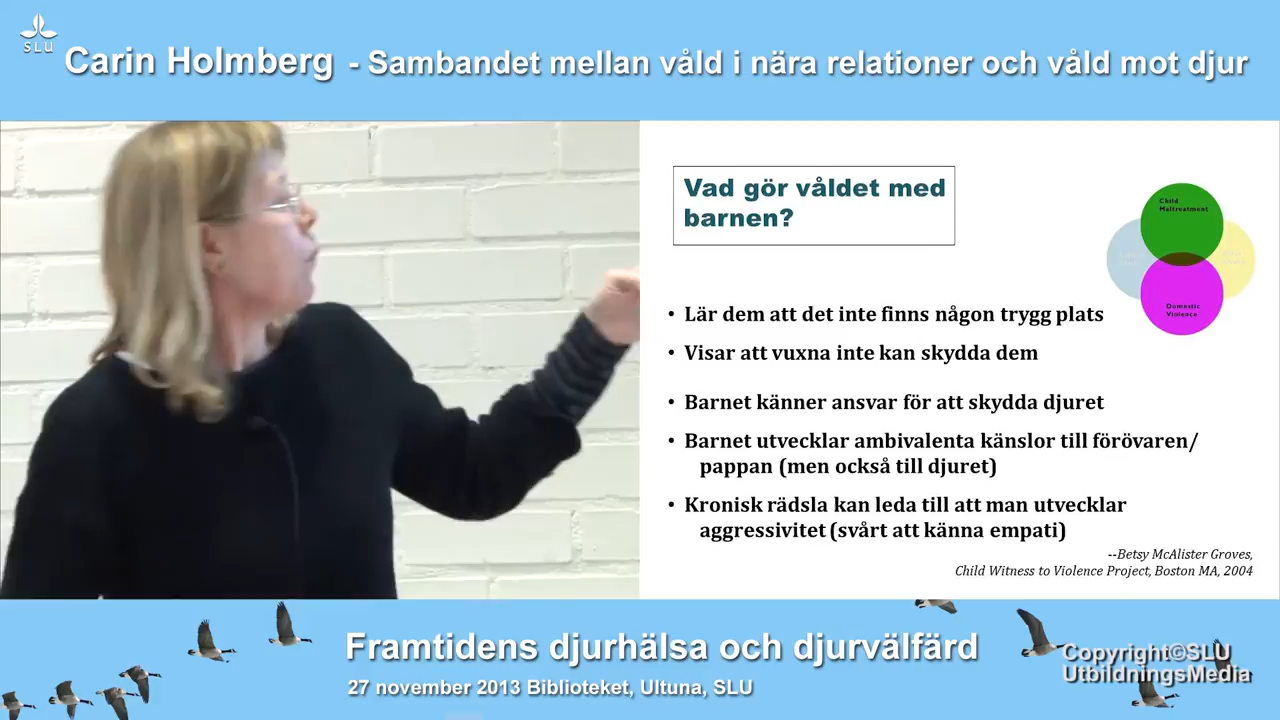 SLU
Carin Holmberg - Sambandet mellan våld i nära relationer och våld mot djur
Vad gör våldet med
barnen?
Child
Maltreatment
Domestic
Violence
• Lär dem att det inte finns någon trygg plats
• Visar att vuxna inte kan skydda dem
• Barnet känner ansvar för att skydda djuret
• Barnet utvecklar ambivalenta känslor till förövaren/
pappan (men också till djuret)
• Kronisk rädsla kan leda till att man utvecklar
aggressivitet (svårt att känna empati)
--Betsy McAlister Groves,
Child Witness to Violence Project, Boston MA, 2004
Framtidens djurhälsa och djurvälfärd
27 november 2013 Biblioteket, Ultuna, SLU
Copyright©SLU
UtbildningsMedia